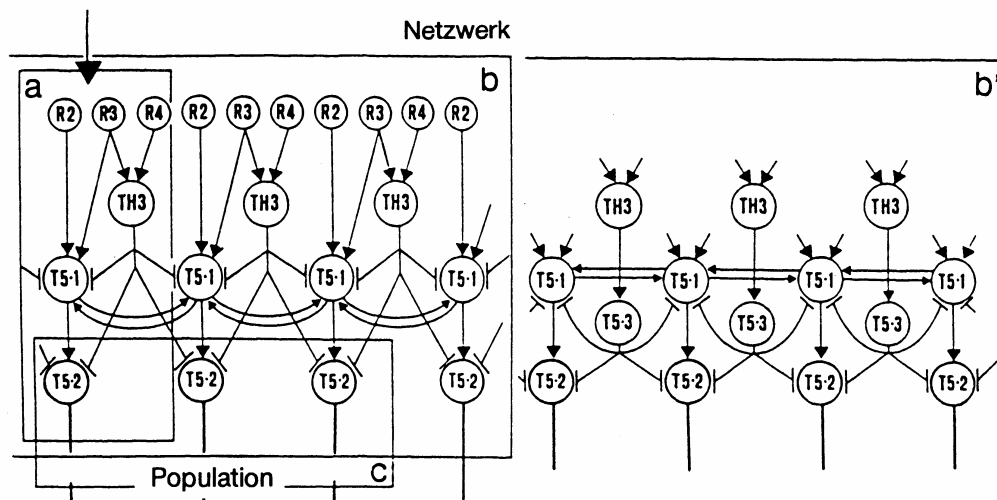 Netzwerk
a b b'
R2 R3 R4 R2 R3 R4 R2 R3 R4 R2
TH3 TH3 TH3 TH3 TH3 TH3
T5·1 T5·1 T5·1 T5·1 T5·1 T5·1 T5·1 T5·1
T5·3 T5·3 T5·3
T5·2 T5·2 T5·2 T5·2 T5·2 T5·2 T5·2 T5·2
Population C